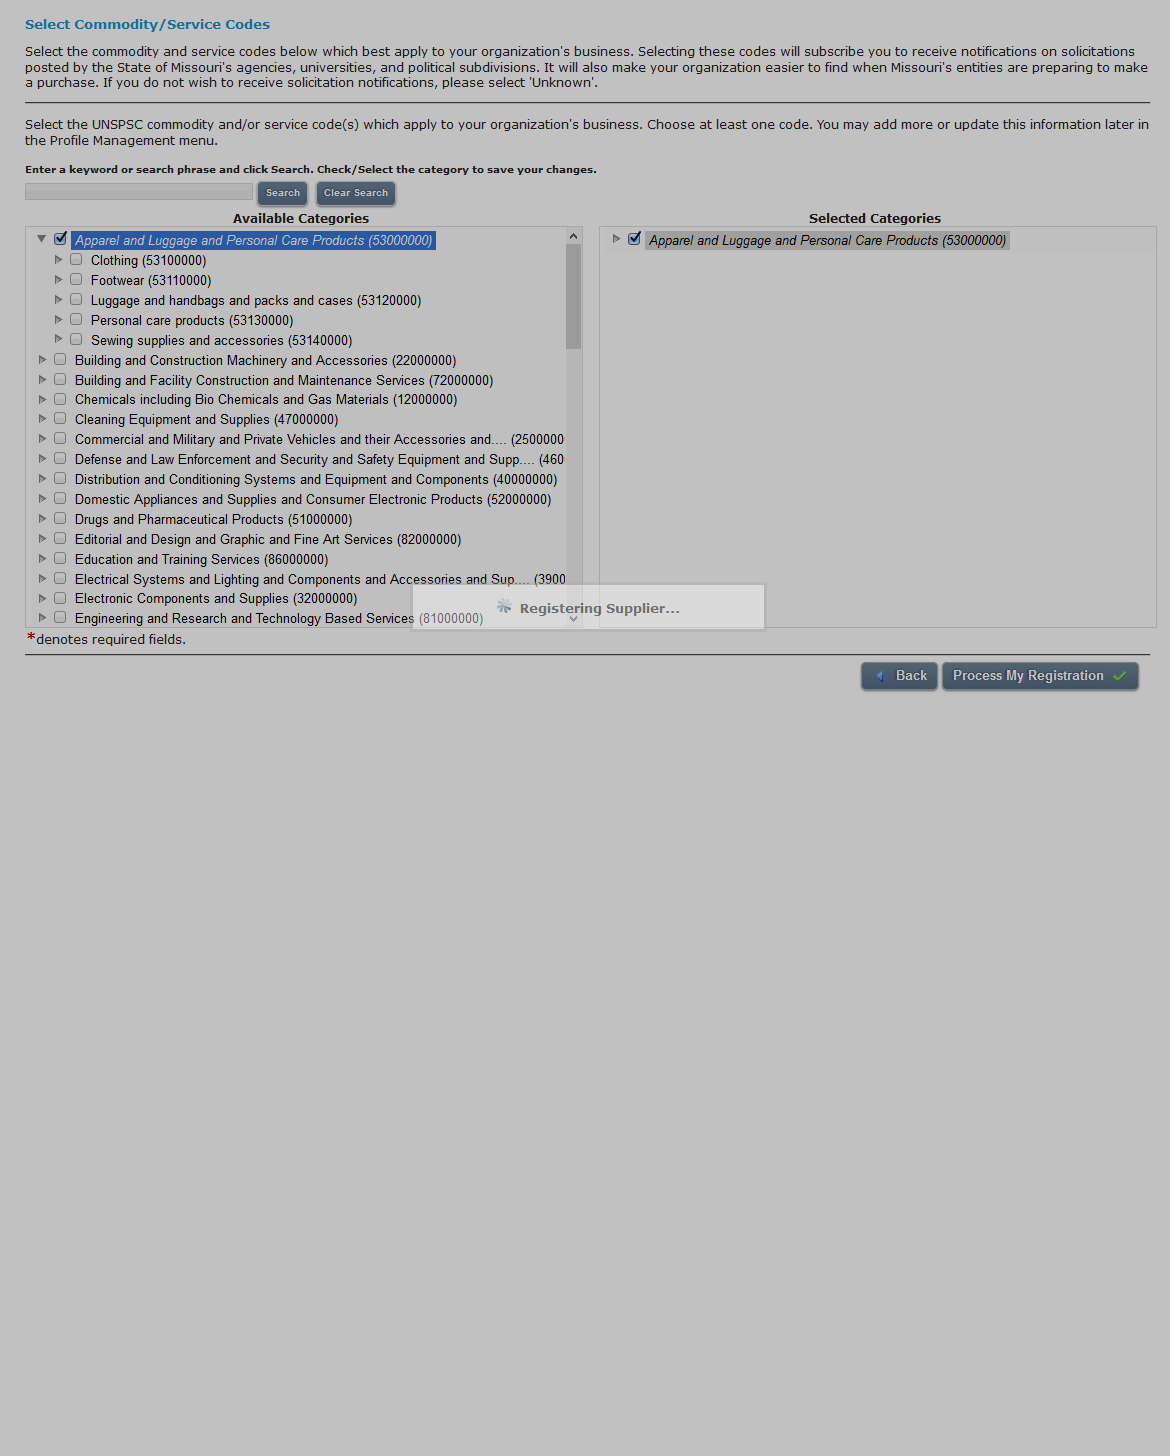 Select Commodity/Service Codes
Select the commodity and service codes below which best apply to your organization's business. Selecting these codes will subscribe you to receive notifications on solicitations
posted by the State of Missouri's agencies, universities, and political subdivisions. It will also make your organization easier to find when Missouri's entities are preparing to make
a purchase. If you do not wish to receive solicitation notifications, please select 'Unknown'.
Select the UNSPSC commodity and/or service code(s) which apply to your organization's business. Choose at least one code. You may add more or update this information later in
the Profile Management menu.
Enter a keyword or search phrase and click Search. Check/Select the category to save your changes.
Search Clear Search
Available Categories
Apparel and Luggage and Personal Care Products (53000000)
Clothing (53100000)
Footwear (53110000)
Luggage and handbags and packs and cases (53120000)
Personal care products (53130000)
Sewing supplies and accessories (53140000)
Building and Construction Machinery and Accessories (22000000)
Building and Facility Construction and Maintenance Services (72000000)
Chemicals including Bio Chemicals and Gas Materials (12000000)
Cleaning Equipment and Supplies (47000000)
Commercial and Military and Private Vehicles and their Accessories and.... (2500000
Defense and Law Enforcement and Security and Safety Equipment and Supp.... (460
Distribution and Conditioning Systems and Equipment and Components (40000000)
Domestic Appliances and Supplies and Consumer Electronic Products (52000000)
Drugs and Pharmaceutical Products (51000000)
Editorial and Design and Graphic and Fine Art Services (82000000)
Education and Training Services (86000000)
Electrical Systems and Lighting and Components and Accessories and Sup.... (3900
Electronic Components and Supplies (32000000)
Engineering and Research and Technology Based Services (81000000)
Selected Categories
Apparel and Luggage and Personal Care Products (53000000)
Registering Supplier...
*denotes required fields.
Back Process My Registration